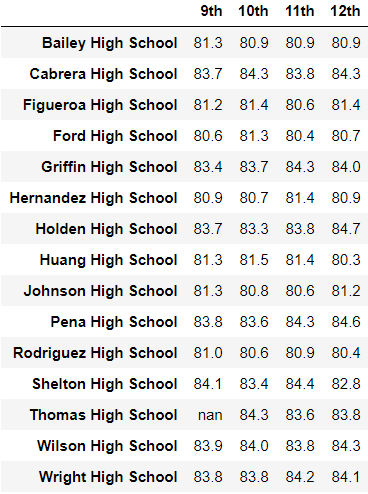 9th 10th 11th 12th
Bailey High School 81.3 80.9 80.9 80.9
Cabrera High School 83.7 84.3 83.8 84.3
Figueroa High School 81.2 81.4 80.6 81.4
Ford High School 80.6 81.3 80.4 80.7
Griffin High School 83.4 83.7 84.3 84.0
Hernandez High School 80.9 80.7 81.4 80.9
Holden High School 83.7 83.3 83.8 84.7
Huang High School 81.3 81.5 81.4 80.3
Johnson High School 81.3 80.8 80.6 81.2
Pena High School 83.8 83.6 84.3 84.6
Rodriguez High School 81.0 80.6 80.9 80.4
Shelton High School 84.1 83.4 84.4 82.8
Thomas High School nan 84.3 83.6 83.8
Wilson High School 83.9 84.0 83.8 84.3
Wright High School 83.8 83.8 84.2 84.1